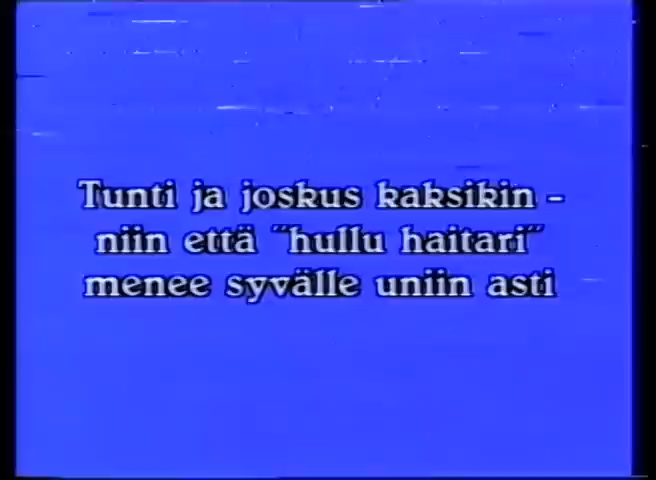 Tunti ja joskus kaksikin -
niin että "hullu haitari"
menee syvälle uniin asti